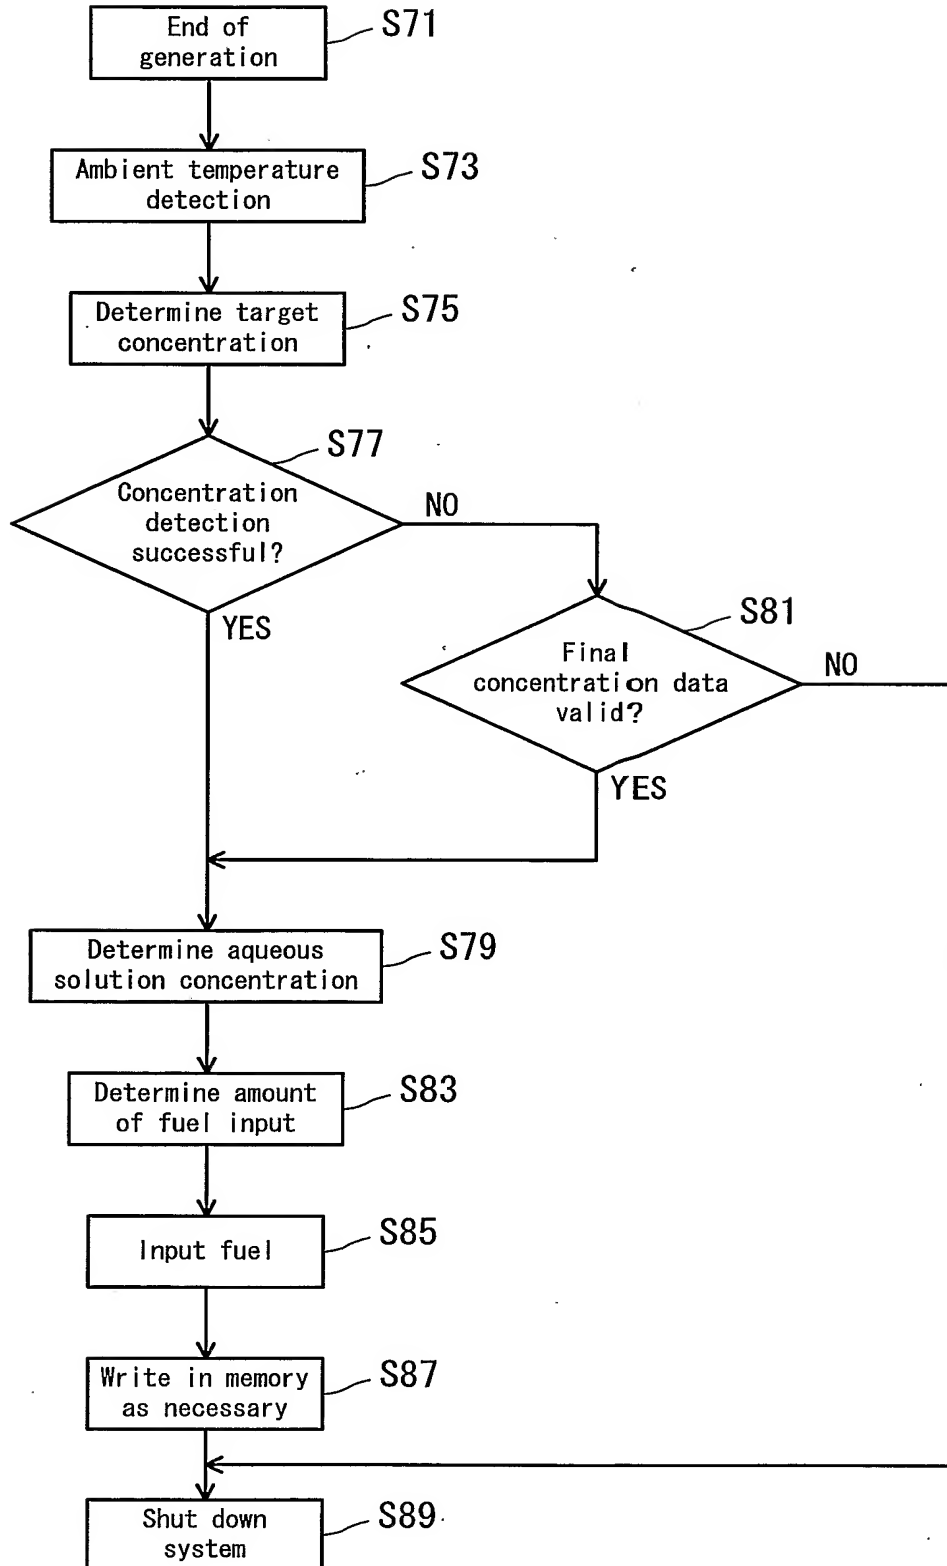 End of
generation
S71
Ambient temperature
detection
S73
Determine target
concentration
S75
S77
Concentration
detection
successful?
NO
YES
S81
Final
concentration data
valid?
NO
YES
Determine aqueous
solution concentration
S79
Determine amount
of fuel input
S83
Input fuel
S85
Write in memory
as necessary
S87
Shut down
system
S89